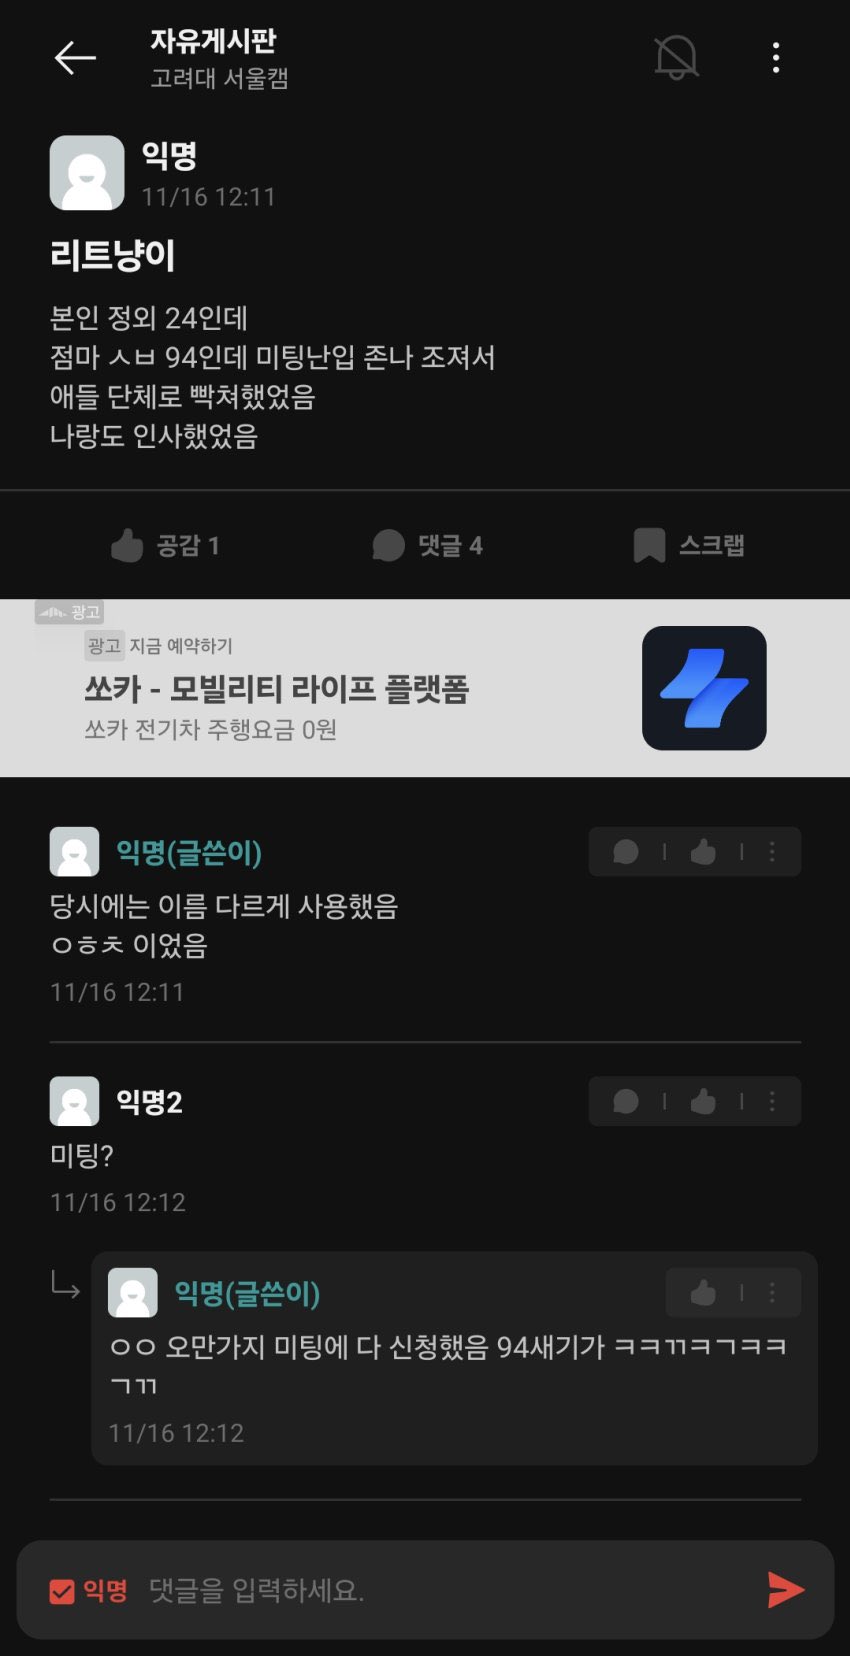 자유게시판
고려대 서울캠
익명
11/16 12:11
리트냥이
본인 정외 24인데
점마 ㅅㅂ 94인데 미팅난입 존나 조져서
애들 단체로 빡쳐했었음
나랑도 인사했었음
공감 1
댓글 4
스크랩
광고
광고 지금 예약하기
쏘카 - 모빌리티 라이프 플랫폼
쏘카 전기차 주행요금 0원
익명(글쓴이)
당시에는 이름 다르게 사용했음
ㅇㅎㅊ 이었음
11/16 12:11
익명2
미팅?
11/16 12:12
익명(글쓴이)
ㅇㅇ 오만가지 미팅에 다 신청했음 94새기가 ㅋㅋㄲㅋㄱㅋㅋ
ㄱㄲ
11/16 12:12
익명 댓글을 입력하세요.